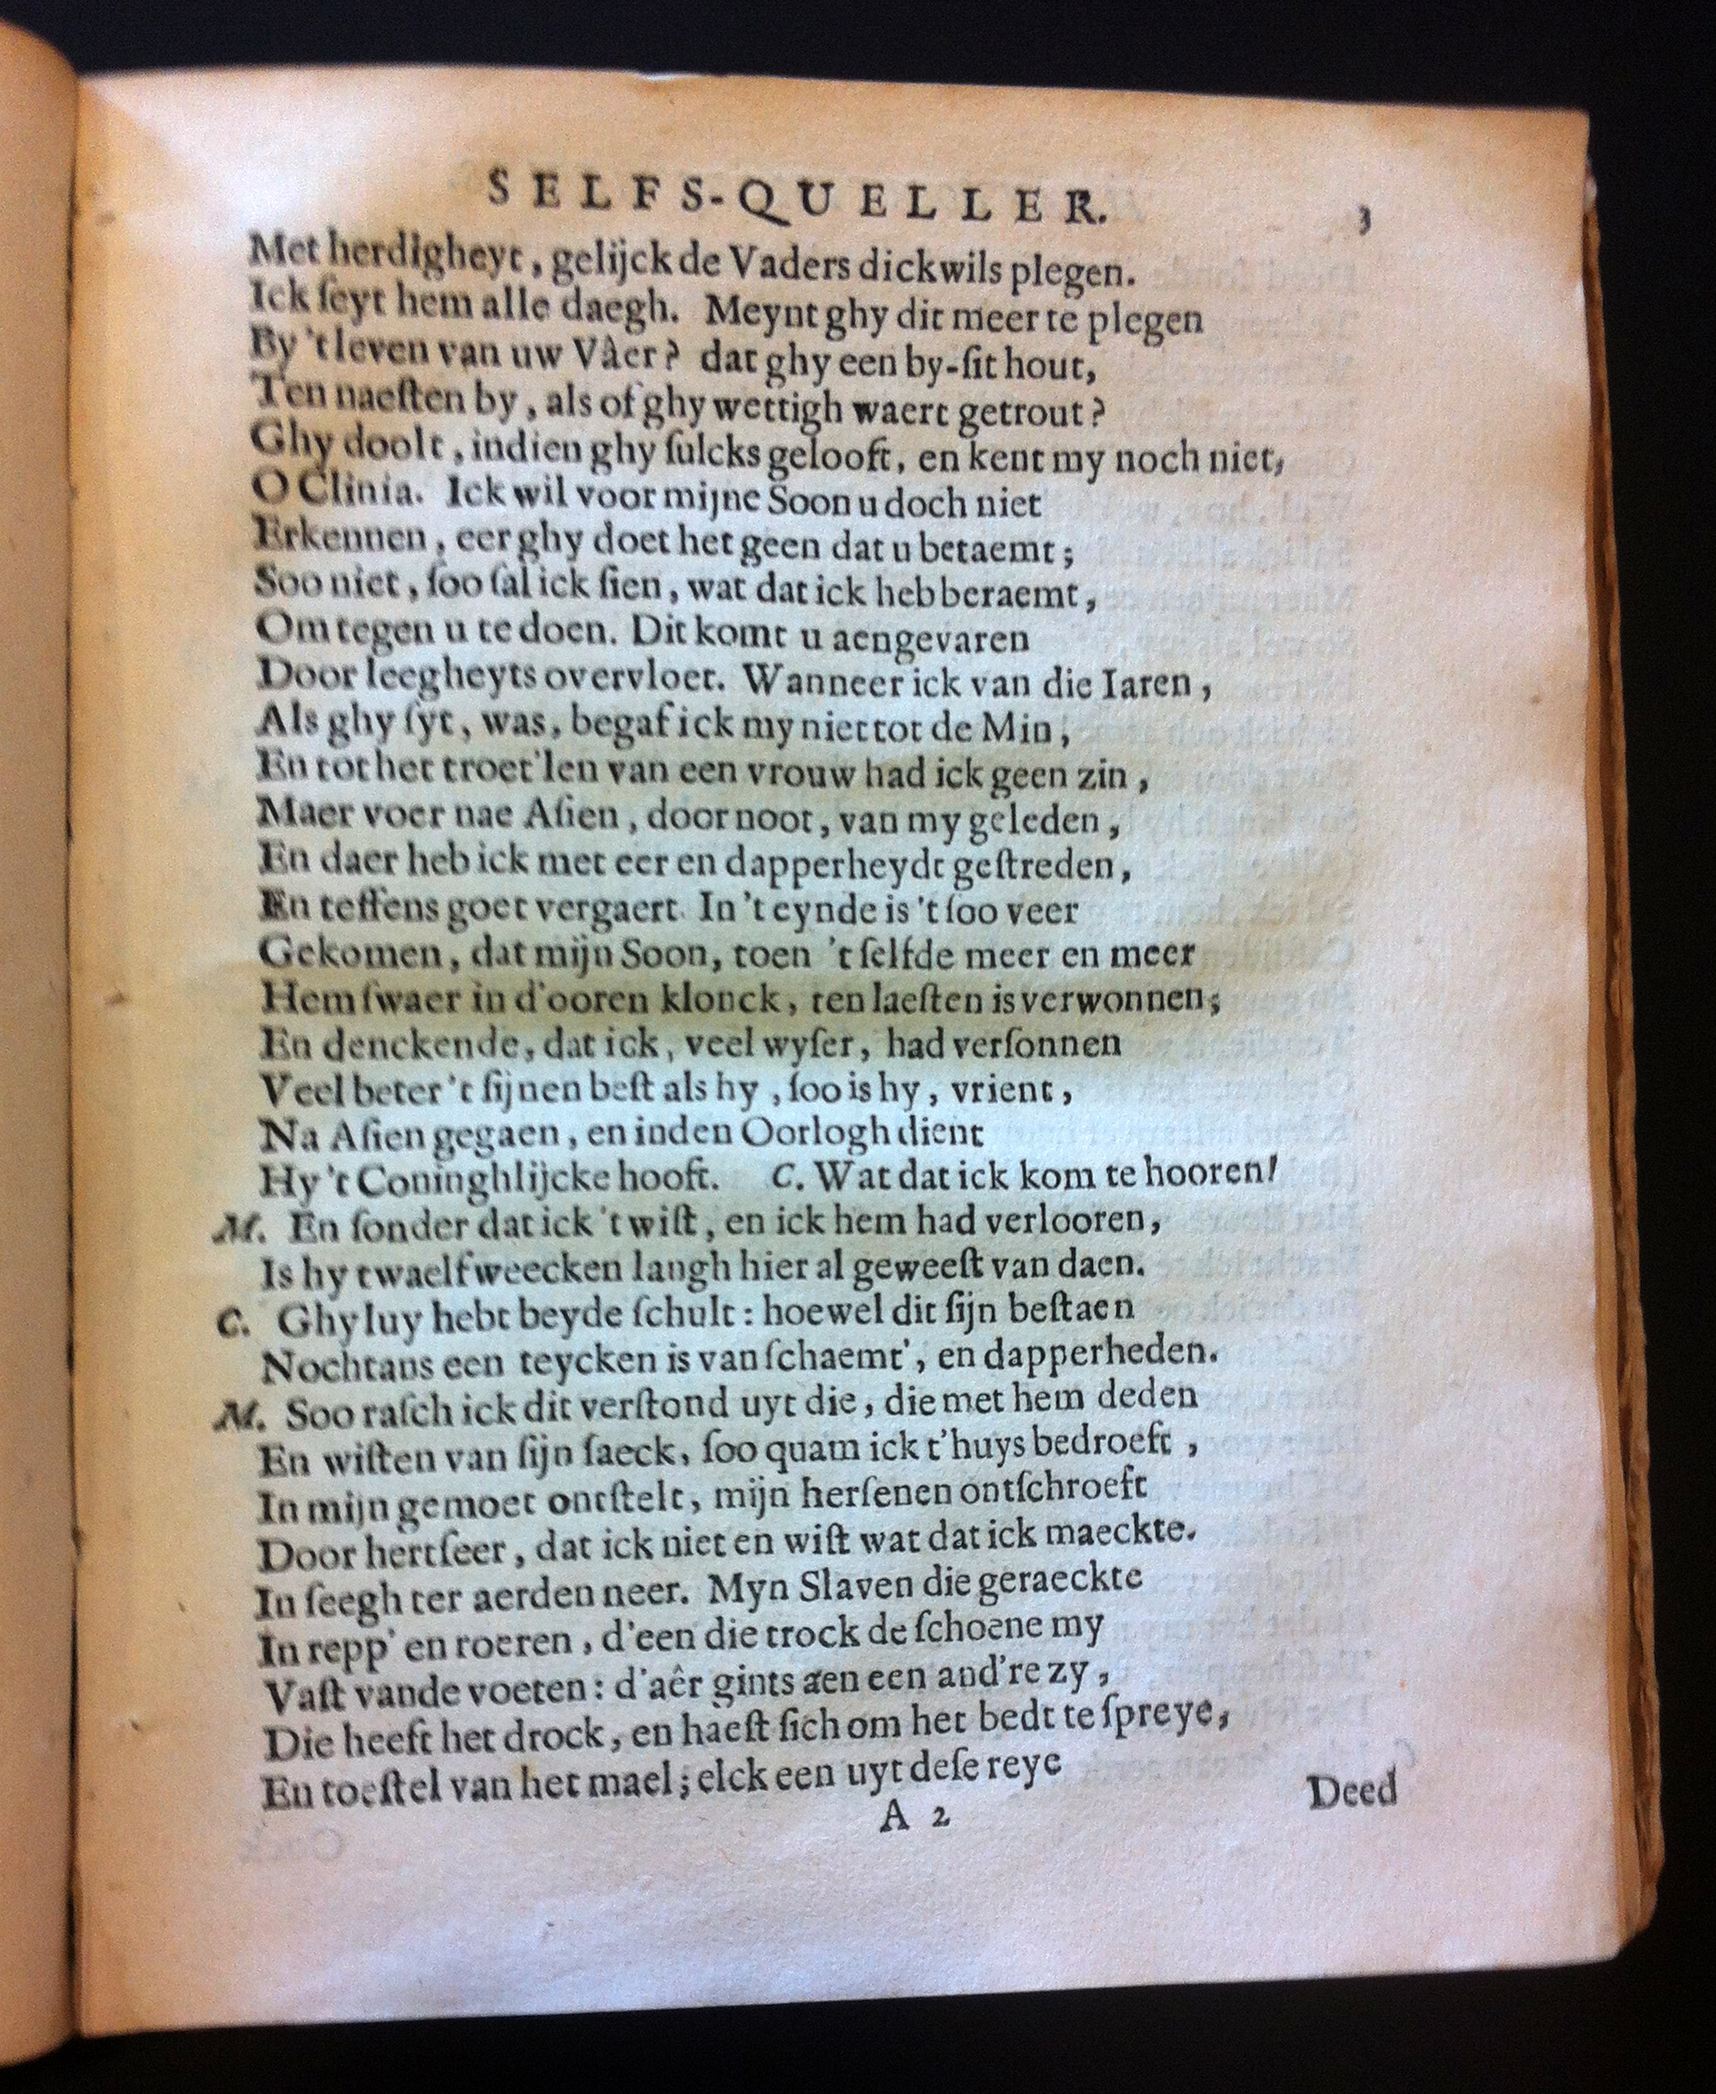 SELFS-QUELLER. 3
Met herdigheyt, gelijck de Vaders dickwils plegen.
Ick ſeyt hem alle daegh. Meynt ghy dit meer te plegen
By 't leven van uw Vâer? dat ghy een by-ſit hout,
Ten naeſten by, als of ghy wettigh waert getrout?
Ghy doolt, indien ghy ſulcks gelooft, en kent my noch niet,
O Clinia. Ick wil voor mijne Soon u doch niet
Erkennen, eer ghy doet het geen dat u betaemt;
Soo niet, ſoo ſal ick ſien, wat dat ick heb beraemt,
Om tegen u te doen. Dit komt u aengevaren
Door leegheyts overvloet. Wanneer ick van die Iaren,
Als ghy ſyt, was, begaf ick my niet tot de Min,
En tot het troet'len van een vrouw had ick geen zin,
Maer voer nae Aſien, door noot, van my geleden,
En daer heb ick met eer en dapperheydt geſtreden,
En teffens goet vergaert. In 't eynde is 't ſoo veer
Gekomen, dat mijn Soon, toen 't ſelfde meer en meer
Hem ſwaer in d'ooren klonck, ten laeſten is verwonnen;
En denckende, dat ick, veel wyſer, had verſonnen
Veel beter 't ſijnen beſt als hy, ſoo is hy, vrient,
Na Aſien gegaen, en inden Oorlogh dient
Hy 't Coninghlijcke hooft. C. Wat dat ick kom te hooren!
M. En ſonder dat ick 't wiſt, en ick hem had verlooren,
Is hy twaelf weecken langh hier al geweeſt van daen.
C. Ghy luy hebt beyde ſchult: hoewel dit ſijn beſtaen
Nochtans een teycken is van ſchaemt', en dapperheden.
M. Soo raſch ick dit verſtond uyt die, die met hem deden
En wiſten van ſijn ſaeck, ſoo quam ick t'huys bedroeft,
In mijn gemoet ontſtelt, mijn herſenen ontſchroeft
Door hertſeer, dat ick niet en wiſt wat dat ick maeckte.
In ſeegh ter aerden neer. Myn Slaven die geraeckte
In repp' en roeren, d'een die trock de ſchoene my
Vaſt vande voeten: d'aêr gints aen een and're zy,
Die heeft het drock, en haeſt ſich om het bedt te ſpreye,
En toeſtel van het mael; elck een uyt deſe reye
A 2 Deed